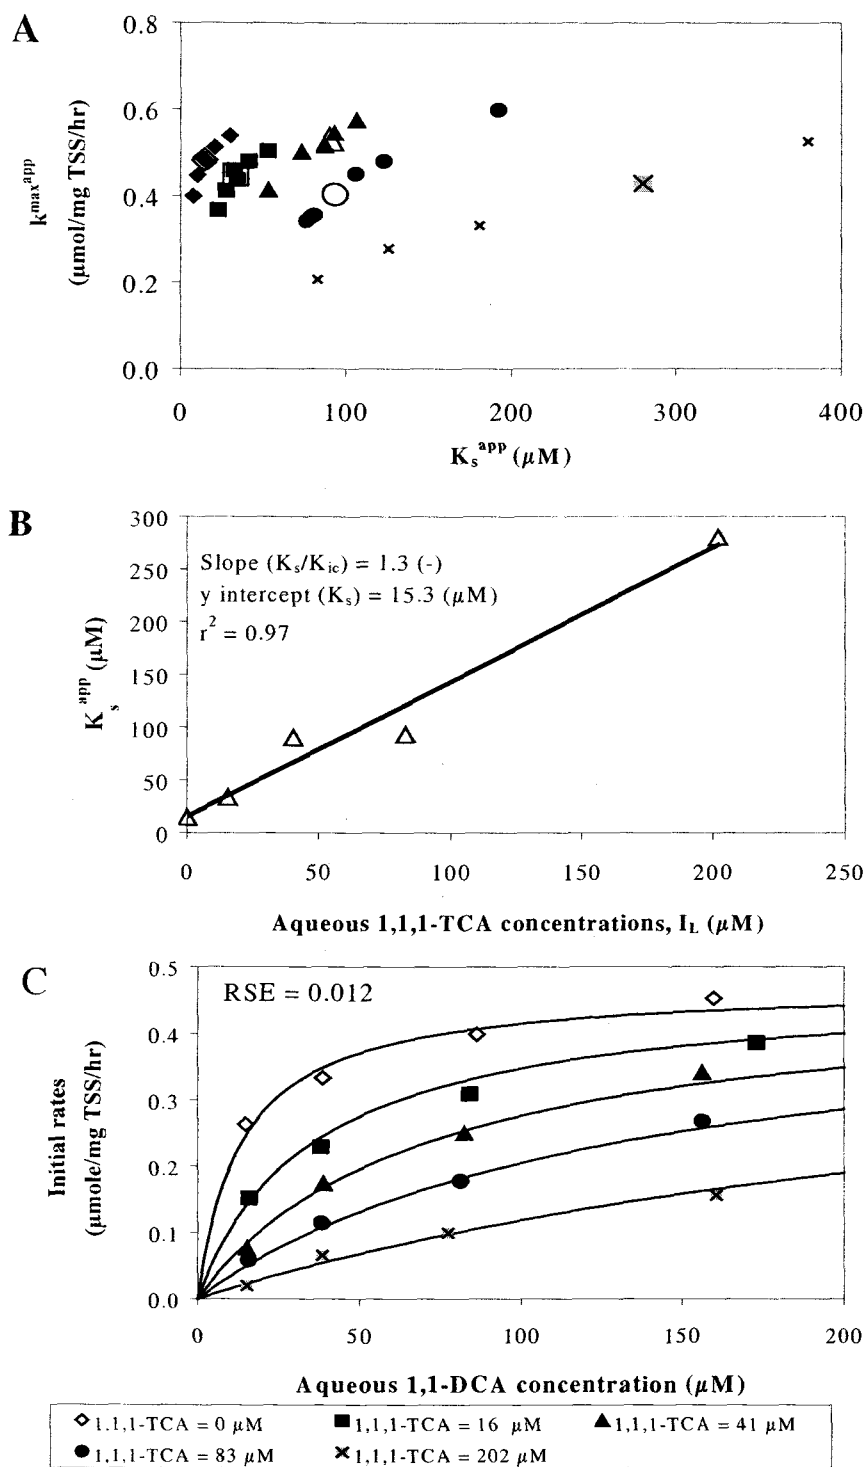 A
0.8
0.6
0.4
0.2
0.0
k^max^app
(μmol/mg TSS/hr)
0 100 200 300 400
K_s^app (μM)
B
300
250
200
150
100
50
0
K_s^app (μM)
Slope (K_s/K_ic) = 1.3 (-)
y intercept (K_s) = 15.3 (μM)
r^2 = 0.97
0 50 100 150 200 250
Aqueous 1,1,1-TCA concentrations, I_L (μM)
C
0.5
0.4
0.3
0.2
0.1
0.0
Initial rates
(μmole/mg TSS/hr)
RSE = 0.012
0 50 100 150 200
Aqueous 1,1-DCA concentration (μM)
1.1,1-TCA = 0 μM 1,1,1-TCA = 16 μM 1,1,1-TCA = 41 μM
1,1,1-TCA = 83 μM 1,1,1-TCA = 202 μM